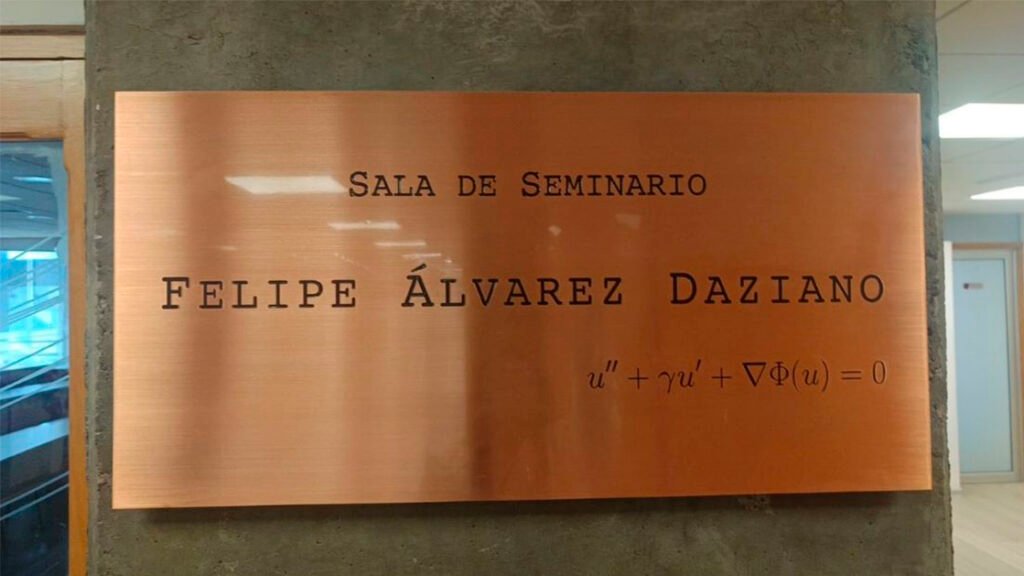 Sala de Seminario
Felipe Álvarez Daziano
u″ + γu′ + ∇Φ(u) = 0